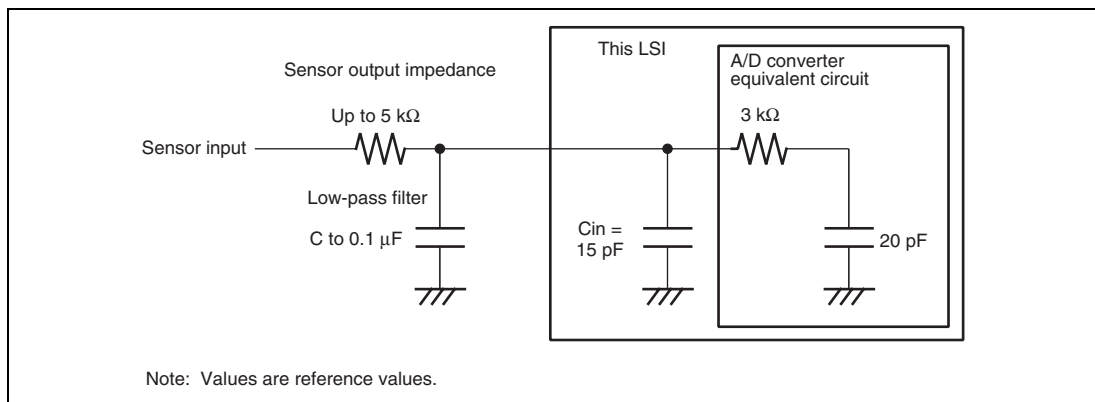 This LSI
A/D converter
equivalent circuit
Sensor output impedance
Up to 5 kΩ
3 kΩ
Sensor input
Low-pass filter
C to 0.1 μF
Cin =
15 pF
20 pF
Note: Values are reference values.